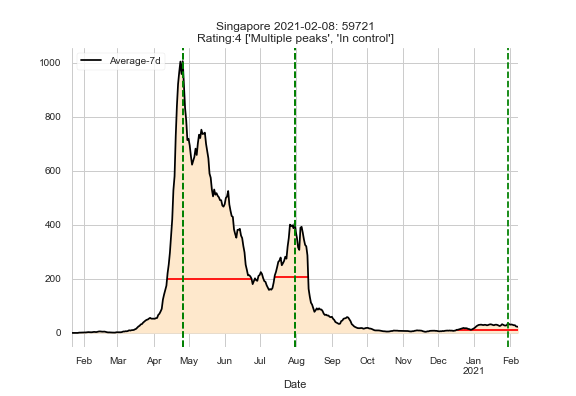 Singapore 2021-02-08: 59721
Rating:4 ['Multiple peaks', 'In control']
Average-7d
1000
800
600
400
200
0
Feb Mar Apr May Jun Jul Aug Sep Oct Nov Dec Jan Feb
2021
Date